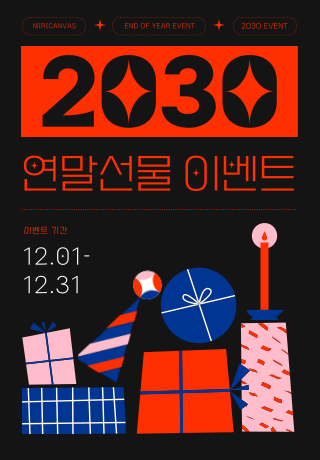 MIRICANVAS
END OF YEAR EVENT
2030 EVENT
2030
연말선물 이벤트
이벤트 기간
12.01-
12.31